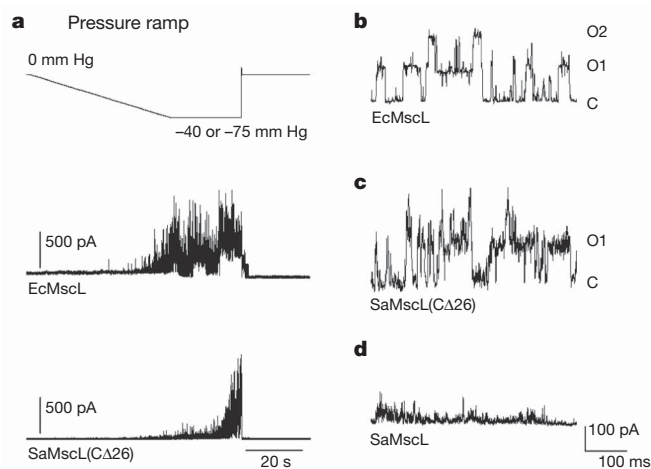 a Pressure ramp
0 mm Hg
–40 or –75 mm Hg
500 pA
EcMscL
500 pA
SaMscL(CΔ26)
20 s
b
O2
O1
C
EcMscL
c
O1
C
SaMscL(CΔ26)
d
SaMscL
100 pA
100 ms